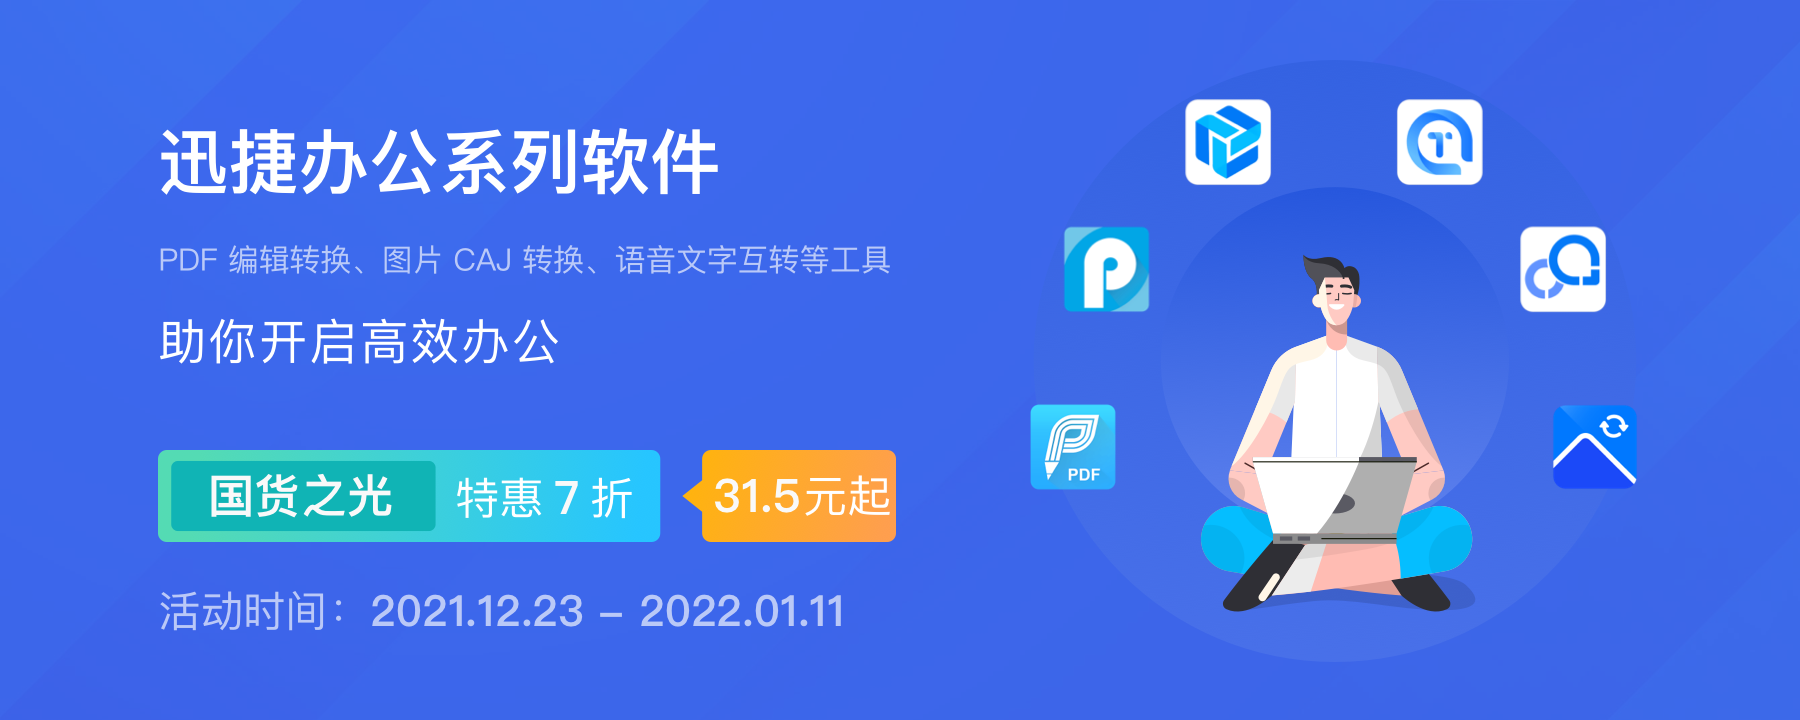 迅捷办公系列软件
PDF 编辑转换、图片 CAJ 转换、语音文字互转等工具
助你开启高效办公
国货之光 特惠 7 折 31.5元起
活动时间：2021.12.23 – 2022.01.11
T
PDF